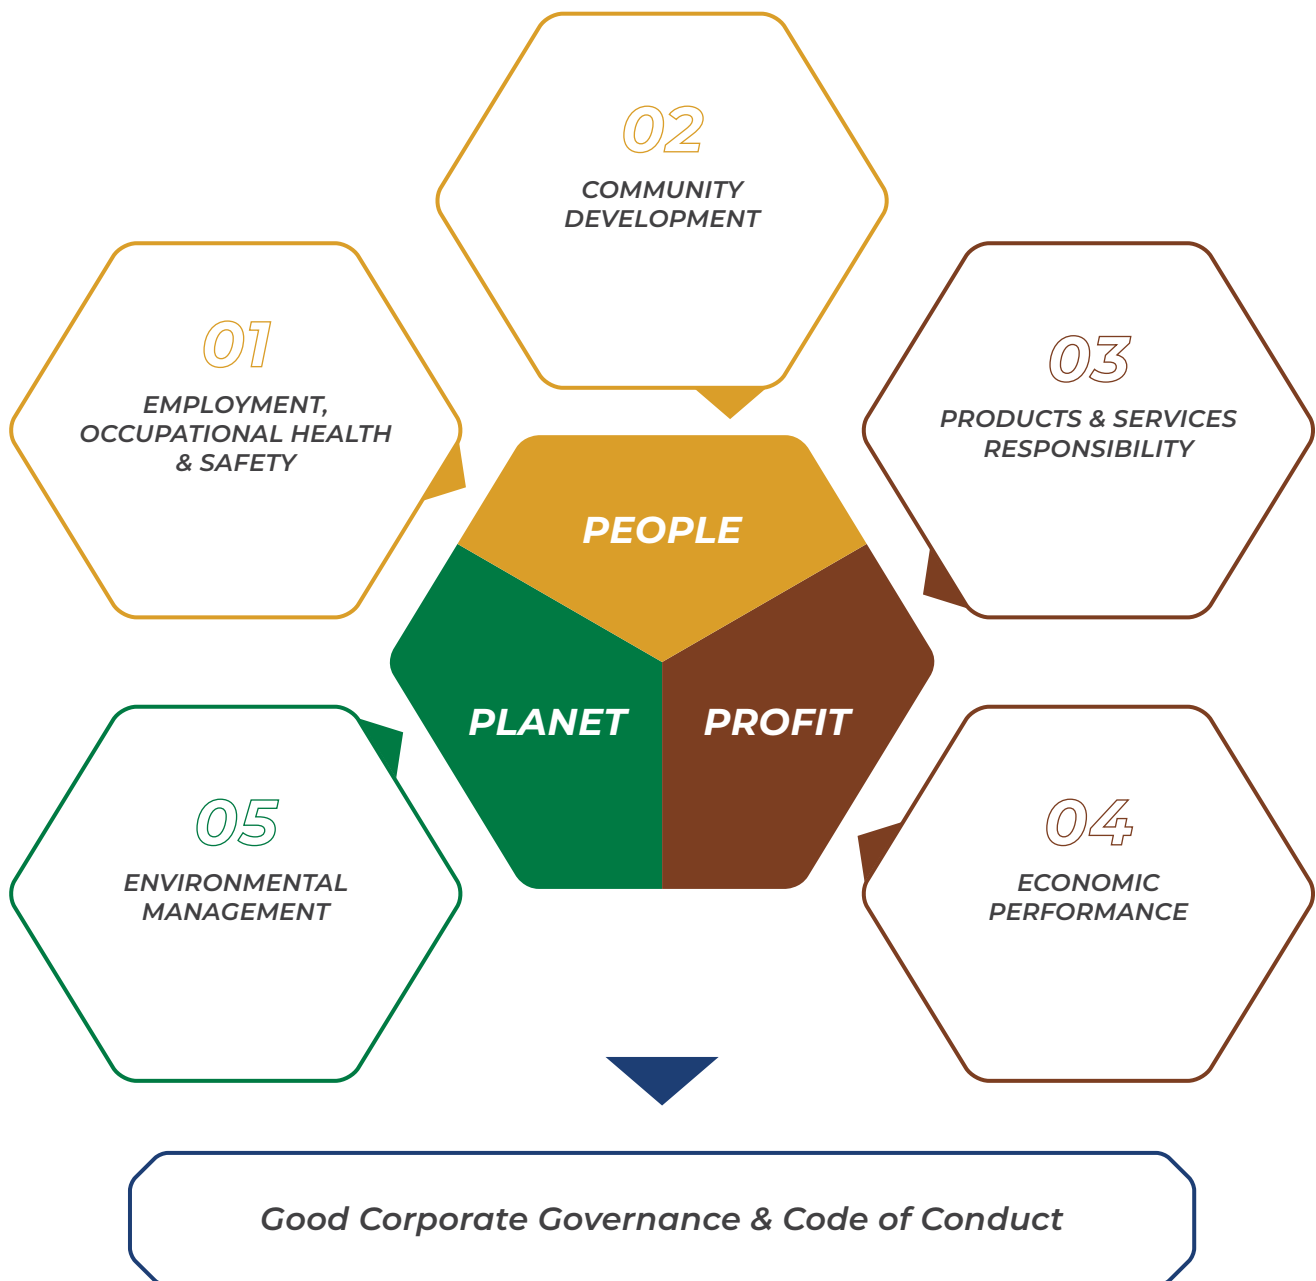 02
COMMUNITY
DEVELOPMENT
01
EMPLOYMENT,
OCCUPATIONAL HEALTH
& SAFETY
03
PRODUCTS & SERVICES
RESPONSIBILITY
PEOPLE
PLANET
PROFIT
05
ENVIRONMENTAL
MANAGEMENT
04
ECONOMIC
PERFORMANCE
Good Corporate Governance & Code of Conduct